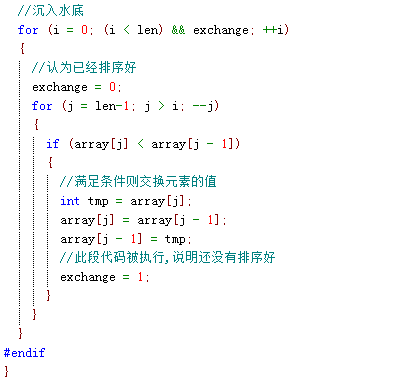 //沉入水底
for (i = 0; (i < len) && exchange; ++i)
{
//认为已经排序好
exchange = 0;
for (j = len-1; j > i; --j)
{
if (array[j] < array[j - 1])
{
//满足条件则交换元素的值
int tmp = array[j];
array[j] = array[j - 1];
array[j - 1] = tmp;
//此段代码被执行,说明还没有排序好
exchange = 1;
}
}
}
#endif
}